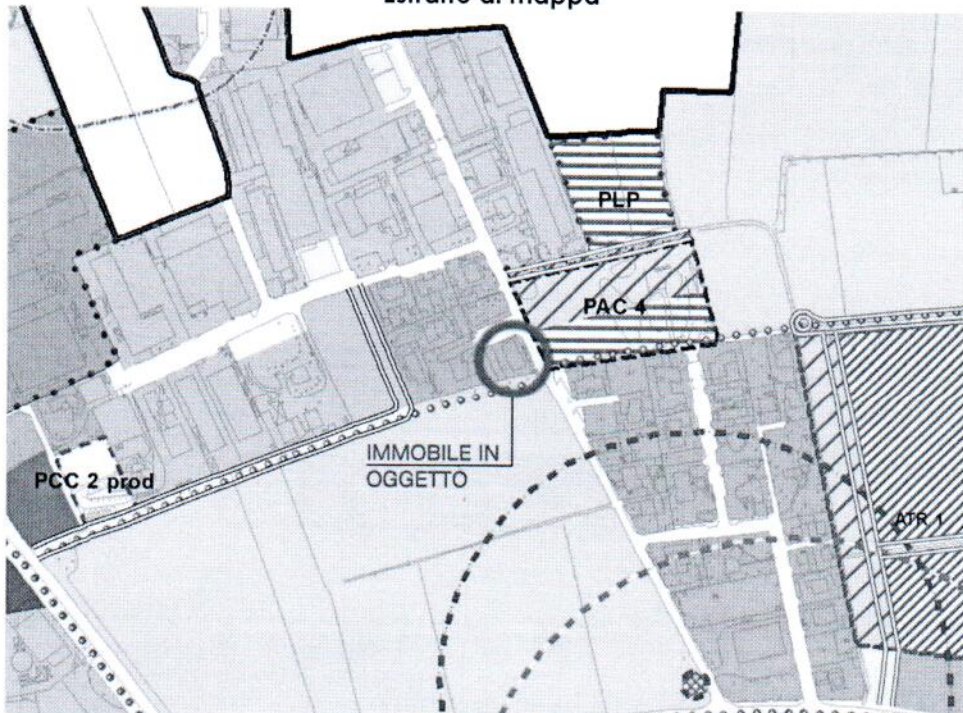 Estratto di mappa
PLP
PAC 4
IMMOBILE IN
OGGETTO
PCC 2 prod
ATR 1